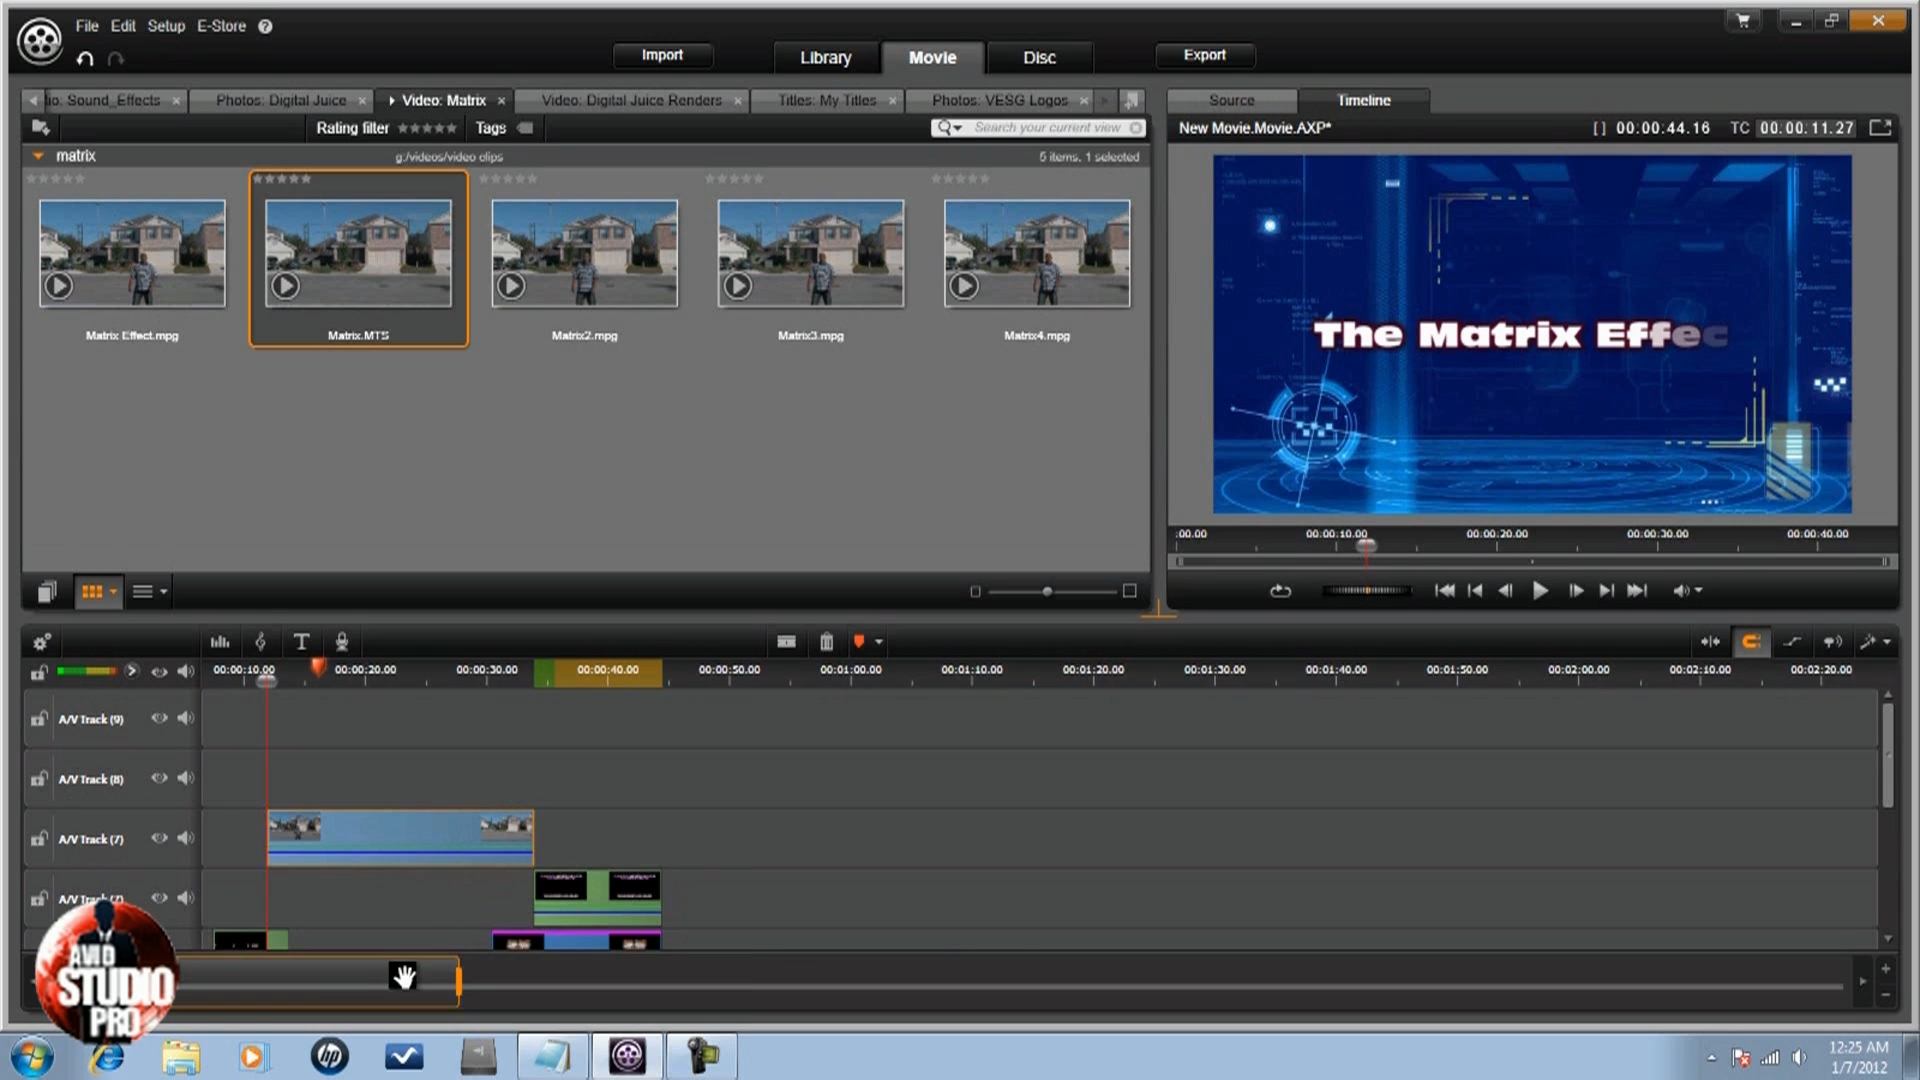 File Edit Setup E-Store ?
Import Library Movie Disc Export
io: Sound_Effects Photos: Digital Juice Video: Matrix Video: Digital Juice Renders Titles: My Titles Photos: VESG Logos
Source Timeline
Rating filter Tags Search your current view
New Movie.Movie.AXP* [ ] 00:00:44.16 TC 00.00.11.27
matrix g:/videos/video clips 5 items, 1 selected
Matrix Effect.mpg Matrix.MTS Matrix2.mpg Matrix3.mpg Matrix4.mpg
The Matrix Effec
:00.00 00:00:10.00 00:00:20.00 00:00:30.00 00:00:40.00
00:00:10.00 00:00:20.00 00:00:30.00 00:00:40.00 00:00:50.00 00:01:00.00 00:01:10.00 00:01:20.00 00:01:30.00 00:01:40.00 00:01:50.00 00:02:00.00 00:02:10.00 00:02:20.00
A/V Track (9)
A/V Track (8)
A/V Track (7)
A/V Track
AVID
STUDIO
PRO
hp
12:25 AM
1/7/2012